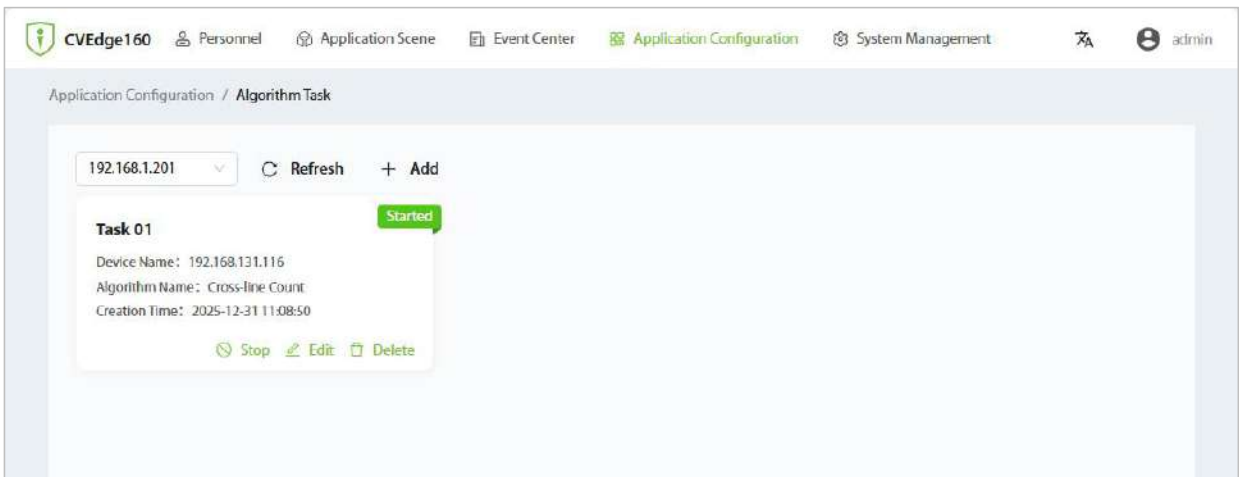 CVEdge160 Personnel Application Scene Event Center Application Configuration System Management admin
Application Configuration / Algorithm Task
192.168.1.201 Refresh + Add
Started
Task 01
Device Name: 192.168.131.116
Algorithm Name: Cross-line Count
Creation Time: 2025-12-31 11:08:50
Stop Edit Delete